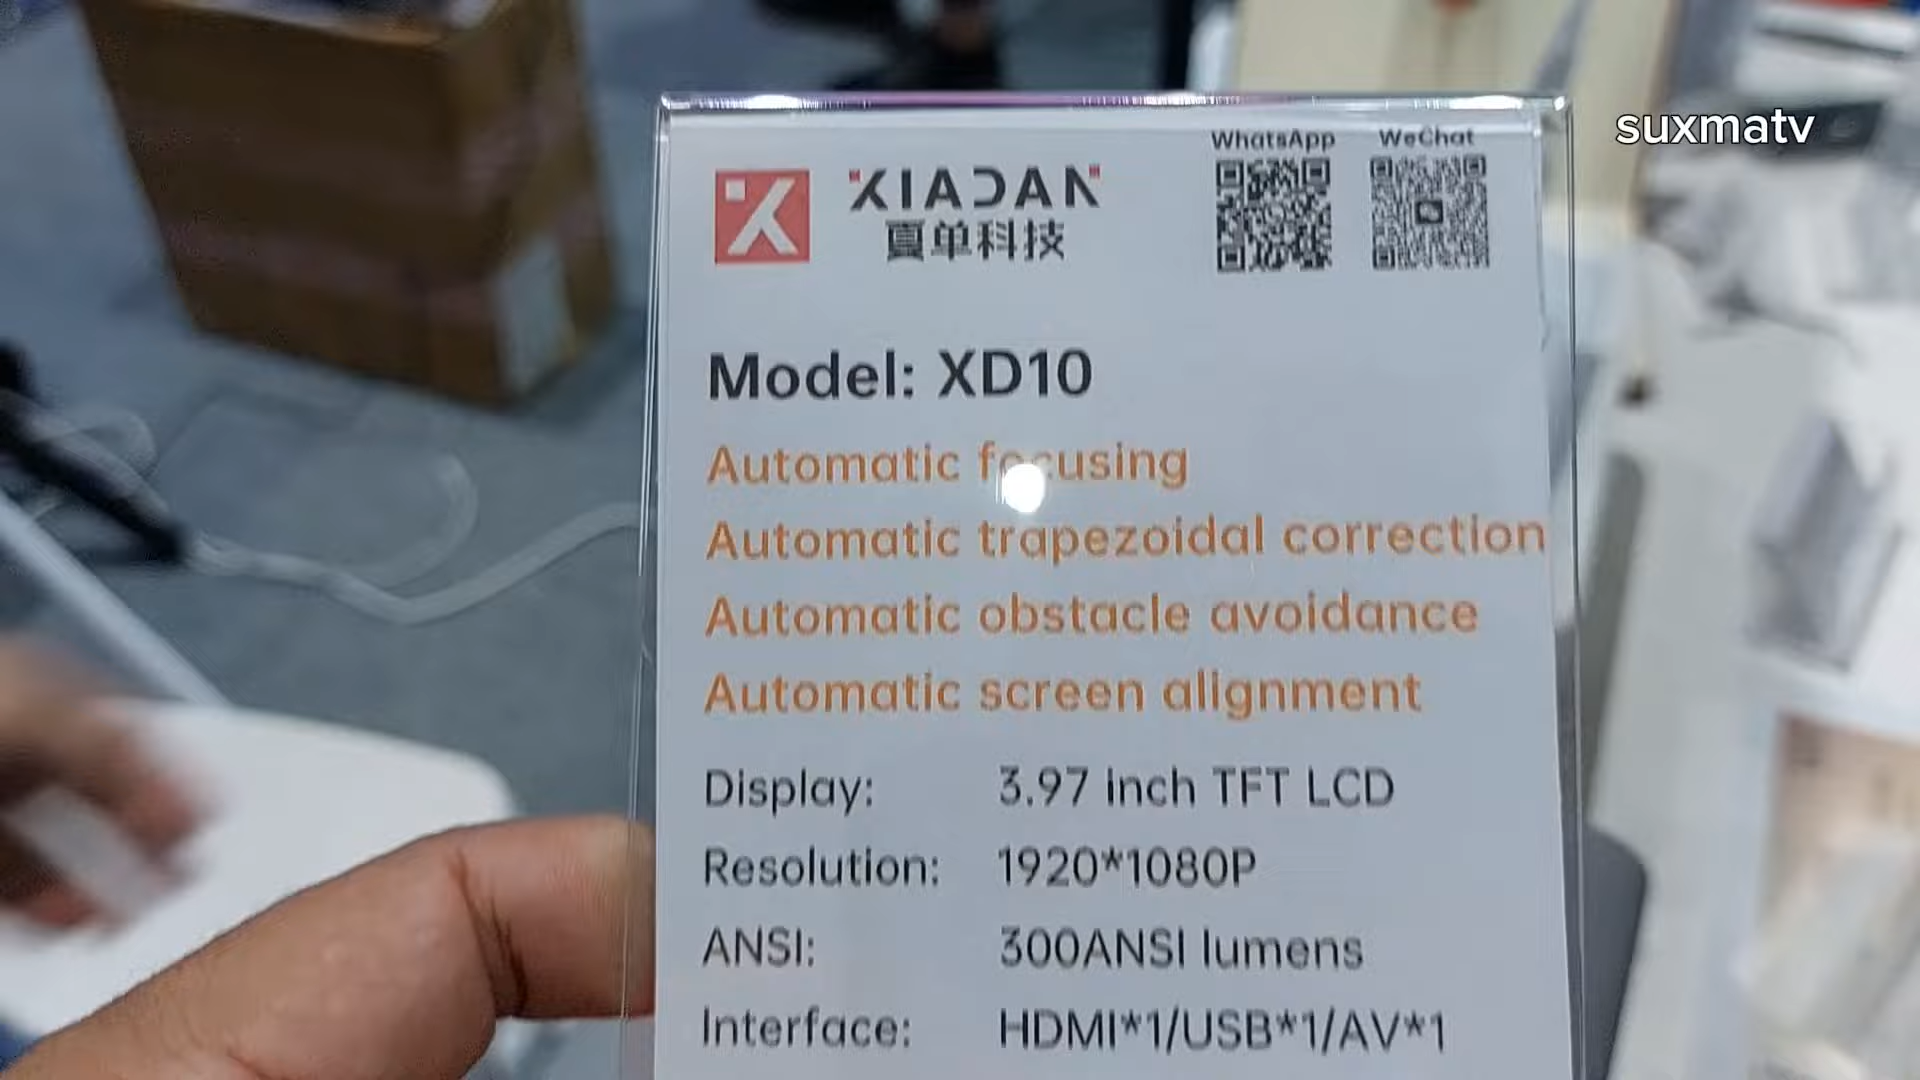 suxmatv
WhatsApp WeChat
XIADAN
夏单科技
Model: XD10
Automatic focusing
Automatic trapezoidal correction
Automatic obstacle avoidance
Automatic screen alignment
Display: 3.97 inch TFT LCD
Resolution: 1920*1080P
ANSI: 300ANSI lumens
Interface: HDMI*1/USB*1/AV*1